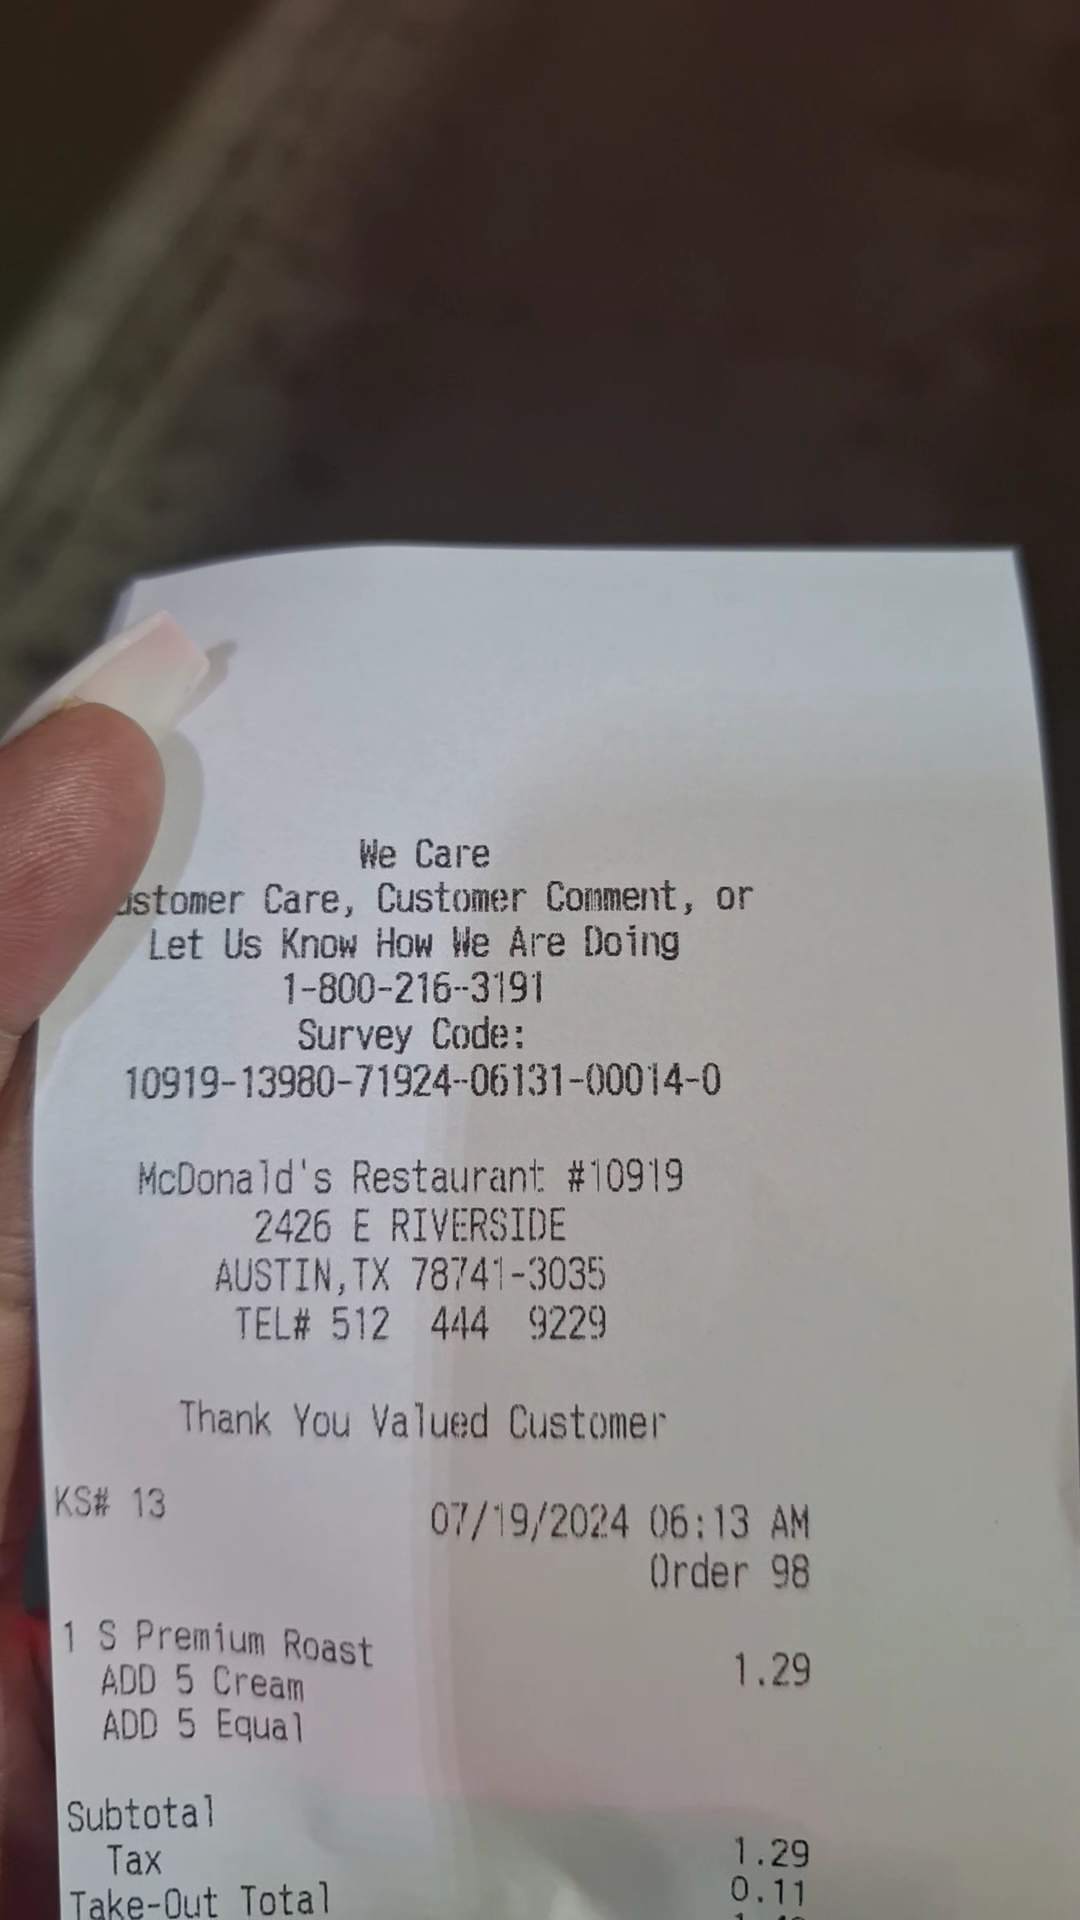 We Care
ustomer Care, Customer Comment, or
Let Us Know How We Are Doing
1-800-216-3191
Survey Code:
10919-13980-71924-06131-00014-0
McDonald's Restaurant #10919
2426 E RIVERSIDE
AUSTIN,TX 78741-3035
TEL# 512 444 9229
Thank You Valued Customer
KS# 13
07/19/2024 06:13 AM
Order 98
1 S Premium Roast 1.29
ADD 5 Cream
ADD 5 Equal
Subtotal 1.29
Tax 0.11
Take-Out Total